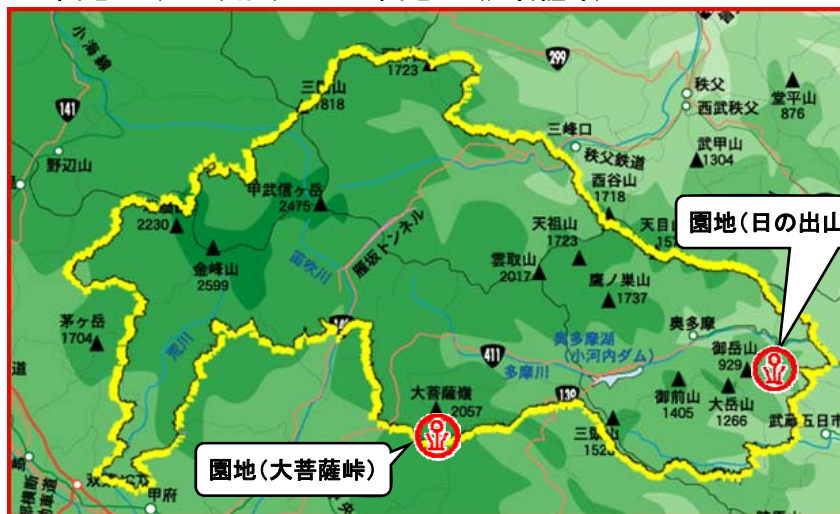 小海線
141
野辺山
1723
三国山
1818
299
秩父
西武秩父
堂平山
876
三峰口
秩父鉄道
武甲山
1304
酉谷山
1718
甲武信ヶ岳
2475
2230
金峰山
2599
笛吹川
雁坂トンネル
天祖山
1723
雲取山
2017
天目山
鷹ノ巣山
1737
園地(日の出山
茅ヶ岳
1704
荒川
411
多摩川
奥多摩湖
(小河内ダム)
奥多摩
御岳山
929
御前山
1405
大岳山
1266
武蔵五日市
大菩薩嶺
2057
139
園地(大菩薩峠)
甲府